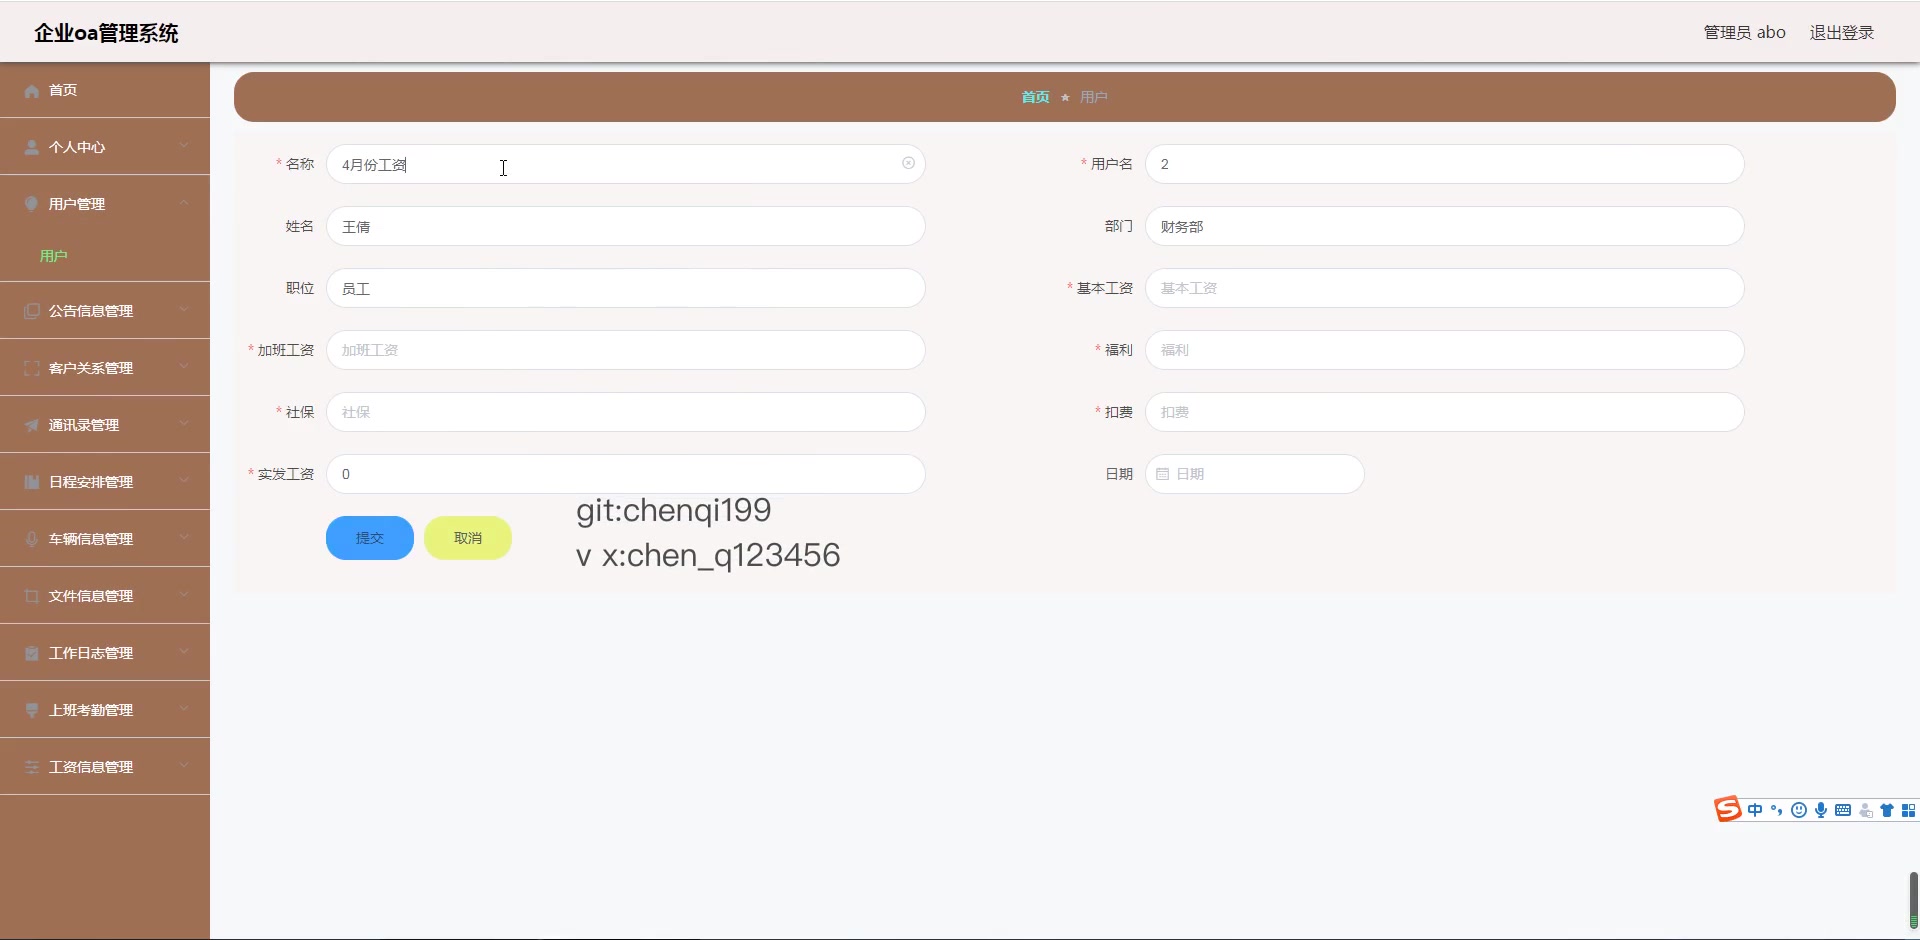 企业oa管理系统
管理员 abo 退出登录
首页
个人中心
用户管理
用户
公告信息管理
客户关系管理
通讯录管理
日程安排管理
车辆信息管理
文件信息管理
工作日志管理
上班考勤管理
工资信息管理
首页 ★ 用户
* 名称 4月份工资
* 用户名 2
姓名 王倩
部门 财务部
职位 员工
* 基本工资 基本工资
* 加班工资 加班工资
* 福利 福利
* 社保 社保
* 扣费 扣费
* 实发工资 0
日期 日期
提交 取消
git:chenqi199
v x:chen_q123456
中